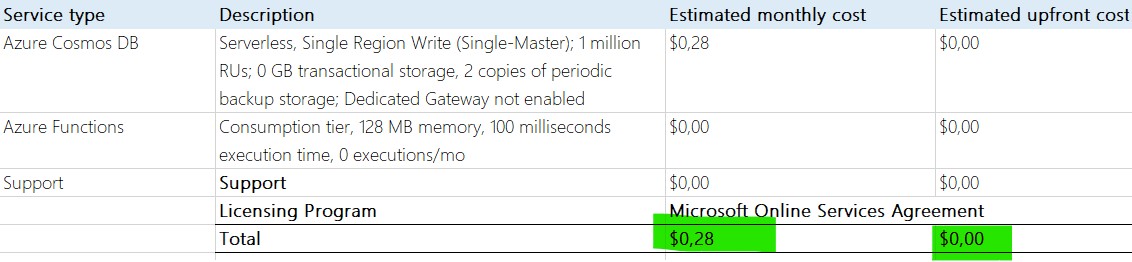 Service type Description Estimated monthly cost Estimated upfront cost
Azure Cosmos DB Serverless, Single Region Write (Single-Master); 1 million $0,28 $0,00
RUs; 0 GB transactional storage, 2 copies of periodic
backup storage; Dedicated Gateway not enabled
Azure Functions Consumption tier, 128 MB memory, 100 milliseconds $0,00 $0,00
execution time, 0 executions/mo
Support Support $0,00 $0,00
Licensing Program Microsoft Online Services Agreement
Total $0,28 $0,00